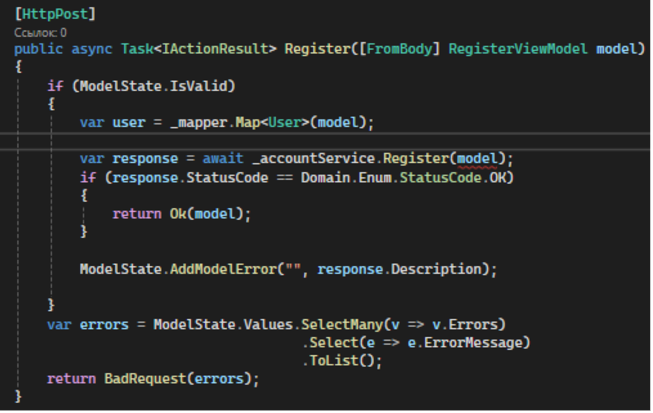 [HttpPost]
Ссылок: 0
public async Task<IActionResult> Register([FromBody] RegisterViewModel model)
{
if (ModelState.IsValid)
{
var user = _mapper.Map<User>(model);
var response = await _accountService.Register(model);
if (response.StatusCode == Domain.Enum.StatusCode.OK)
{
return Ok(model);
}
ModelState.AddModelError("", response.Description);
}
var errors = ModelState.Values.SelectMany(v => v.Errors)
.Select(e => e.ErrorMessage)
.ToList();
return BadRequest(errors);
}